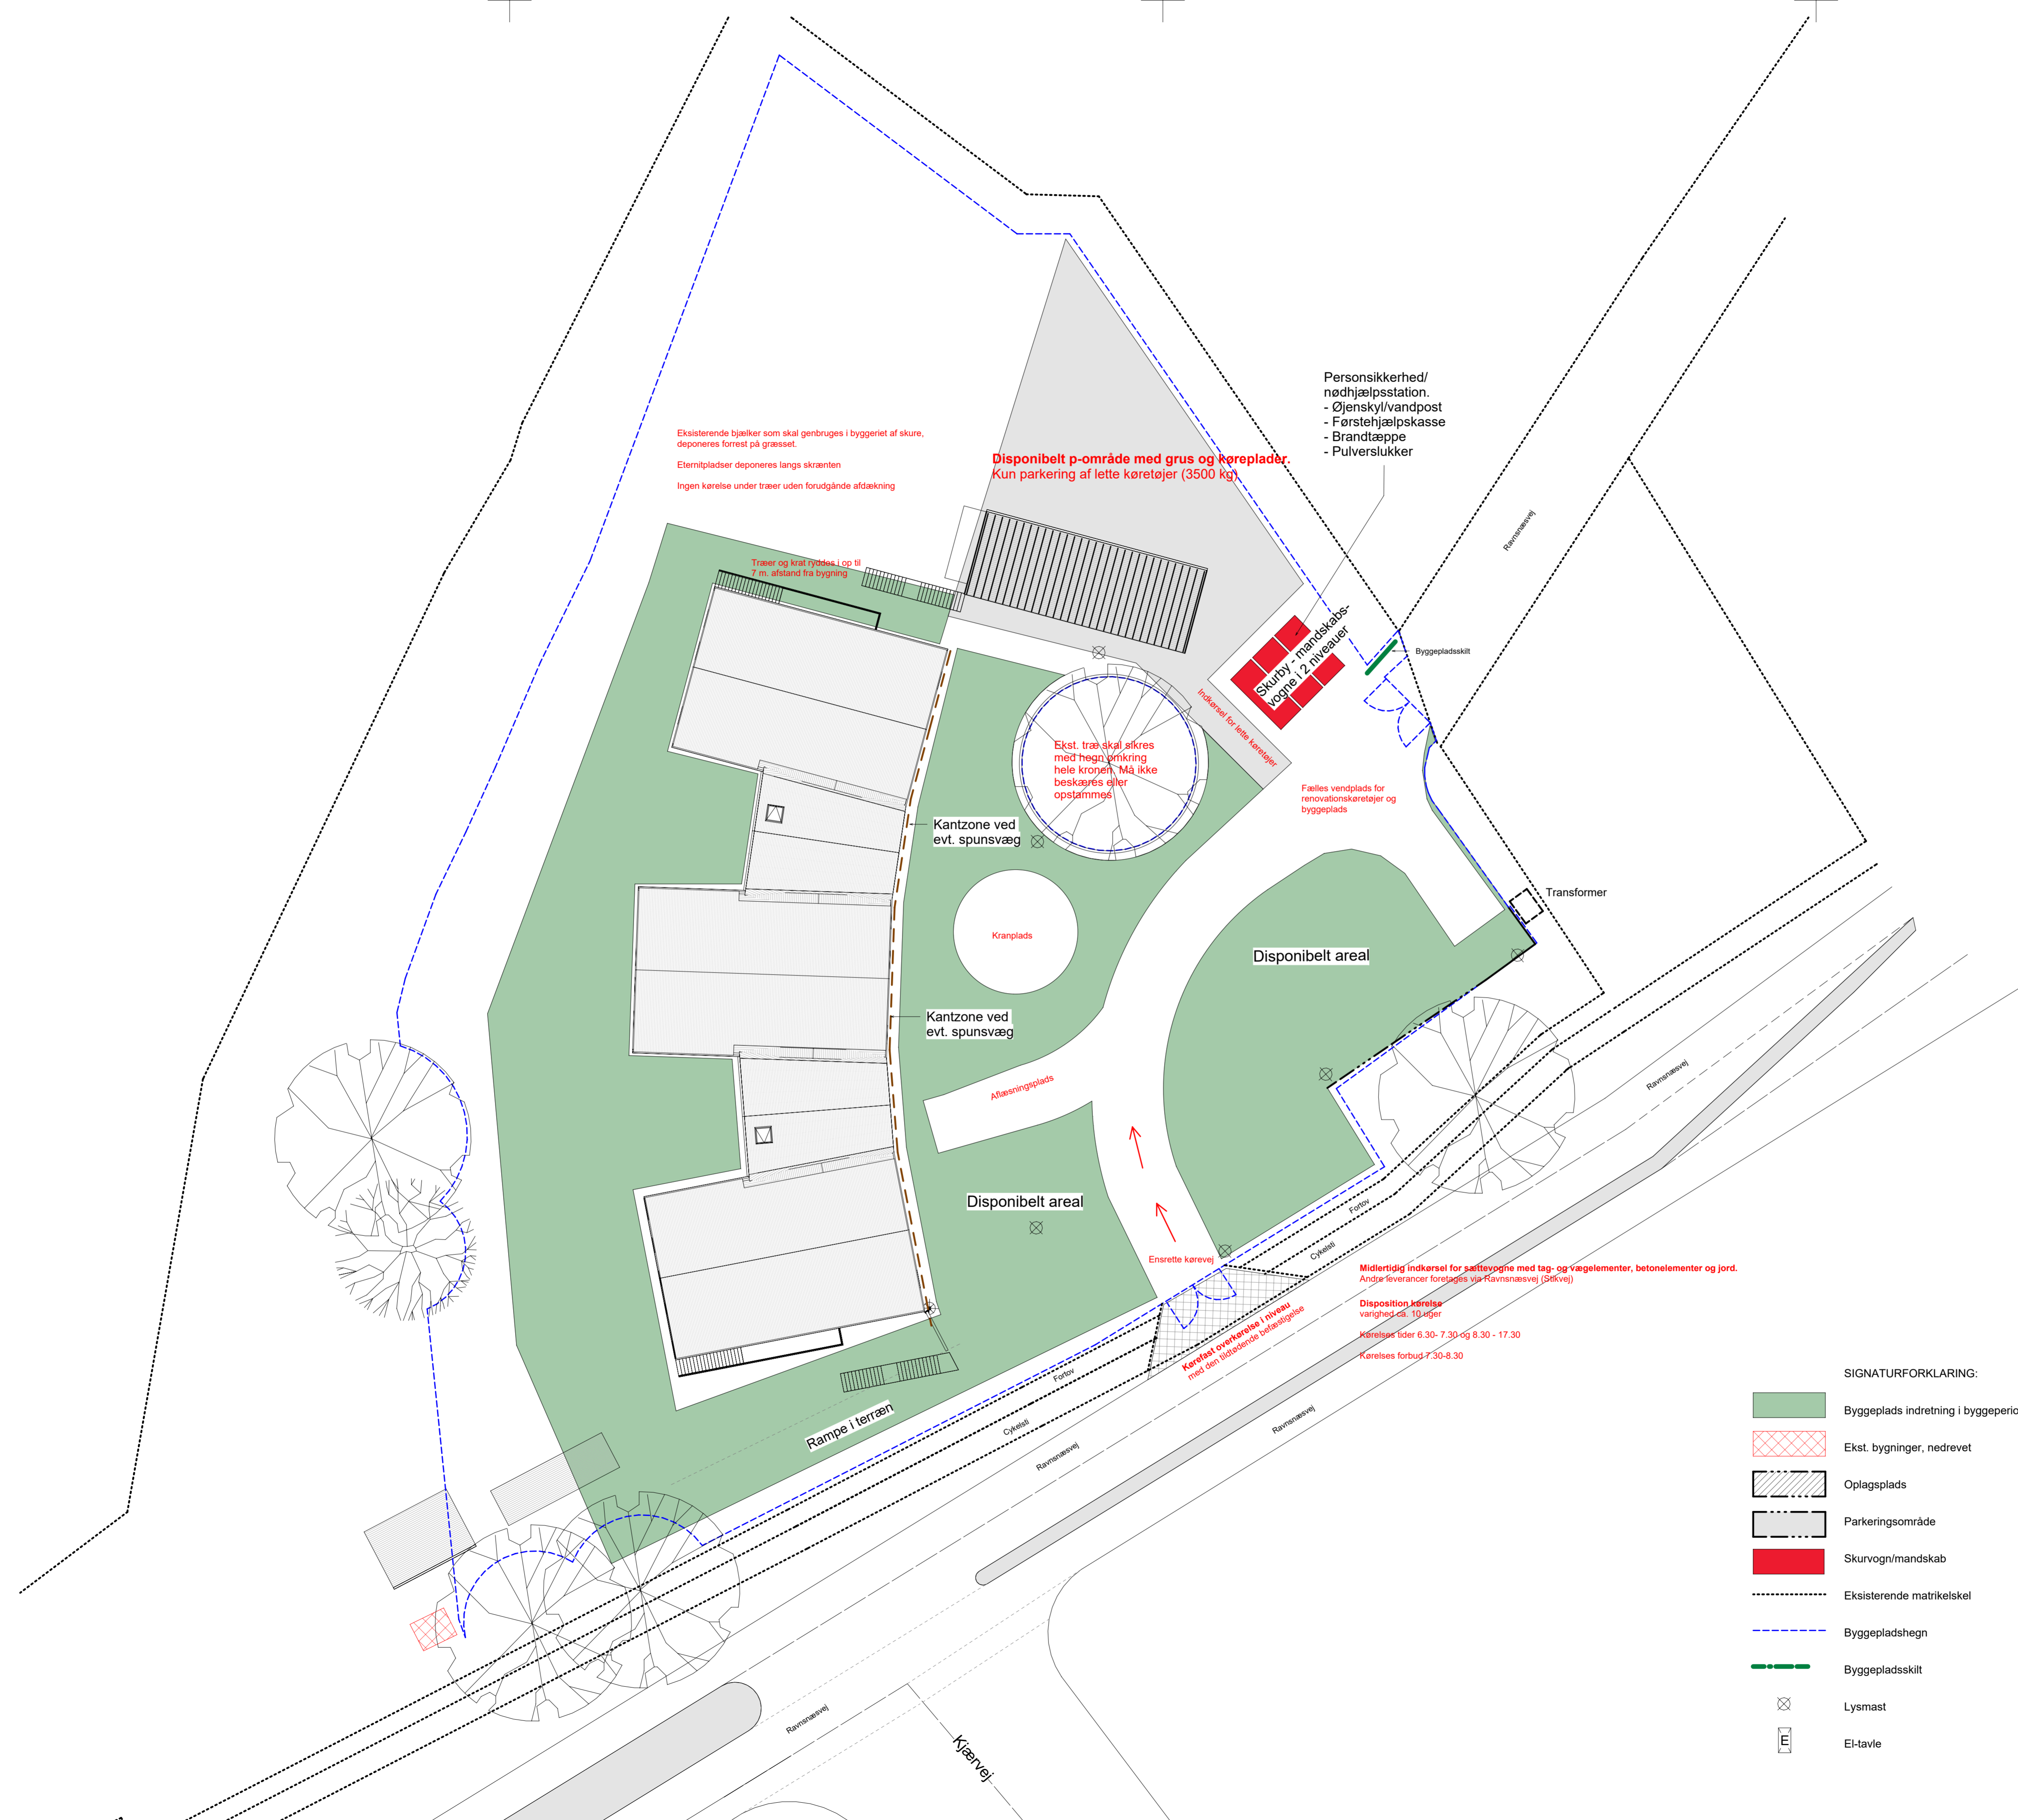 Personsikkerhed/
nødhjælpsstation.
- Øjenskyl/vandpost
- Førstehjælpskasse
- Brandtæppe
- Pulverslukker
Eksisterende bjælker som skal genbruges i byggeriet af skure,
deponeres forrest på græsset.
Eternitpladser deponeres langs skrænten
Ingen kørelse under træer uden forudgånde afdækning
Disponibelt p-område med grus og køreplader.
Kun parkering af lette køretøjer (3500 kg)
Ravnsnæsvej
Træer og krat ryddes i op til
7 m. afstand fra bygning
Skurby - mandskabs-
vogne i 2 niveauer
Byggepladsskilt
Indkørsel for lette køretøjer
Ekst. træ skal sikres
med hegn omkring
hele kronen. Må ikke
beskæres eller
opstammes
Fælles vendplads for
renovationskøretøjer og
byggeplads
Kantzone ved
evt. spunsvæg
Transformer
Kranplads
Disponibelt areal
Kantzone ved
evt. spunsvæg
Aflæsningsplads
Ravnsnæsvej
Disponibelt areal
Fortov
Cykelsti
Ensrette kørevej
Midlertidig indkørsel for sættevogne med tag- og vægelementer, betonelementer og jord.
Andre leverancer foretages via Ravnsnæsvej (Stikvej)
Disposition kørelse
varighed ca. 10 uger
Kørelses tider 6.30- 7.30 og 8.30 - 17.30
Kørelses forbud 7.30-8.30
Kørefast overkørelse i niveau
med den tilstødende befæstigelse
Fortov
Cykelsti
Ravnsnæsvej
Ravnsnæsvej
Rampe i terræn
Ravnsnæsvej
Kjærvej
SIGNATURFORKLARING:
Byggeplads indretning i byggeperio
Ekst. bygninger, nedrevet
Oplagsplads
Parkeringsområde
Skurvogn/mandskab
Eksisterende matrikelskel
Byggepladshegn
Byggepladsskilt
Lysmast
E
El-tavle